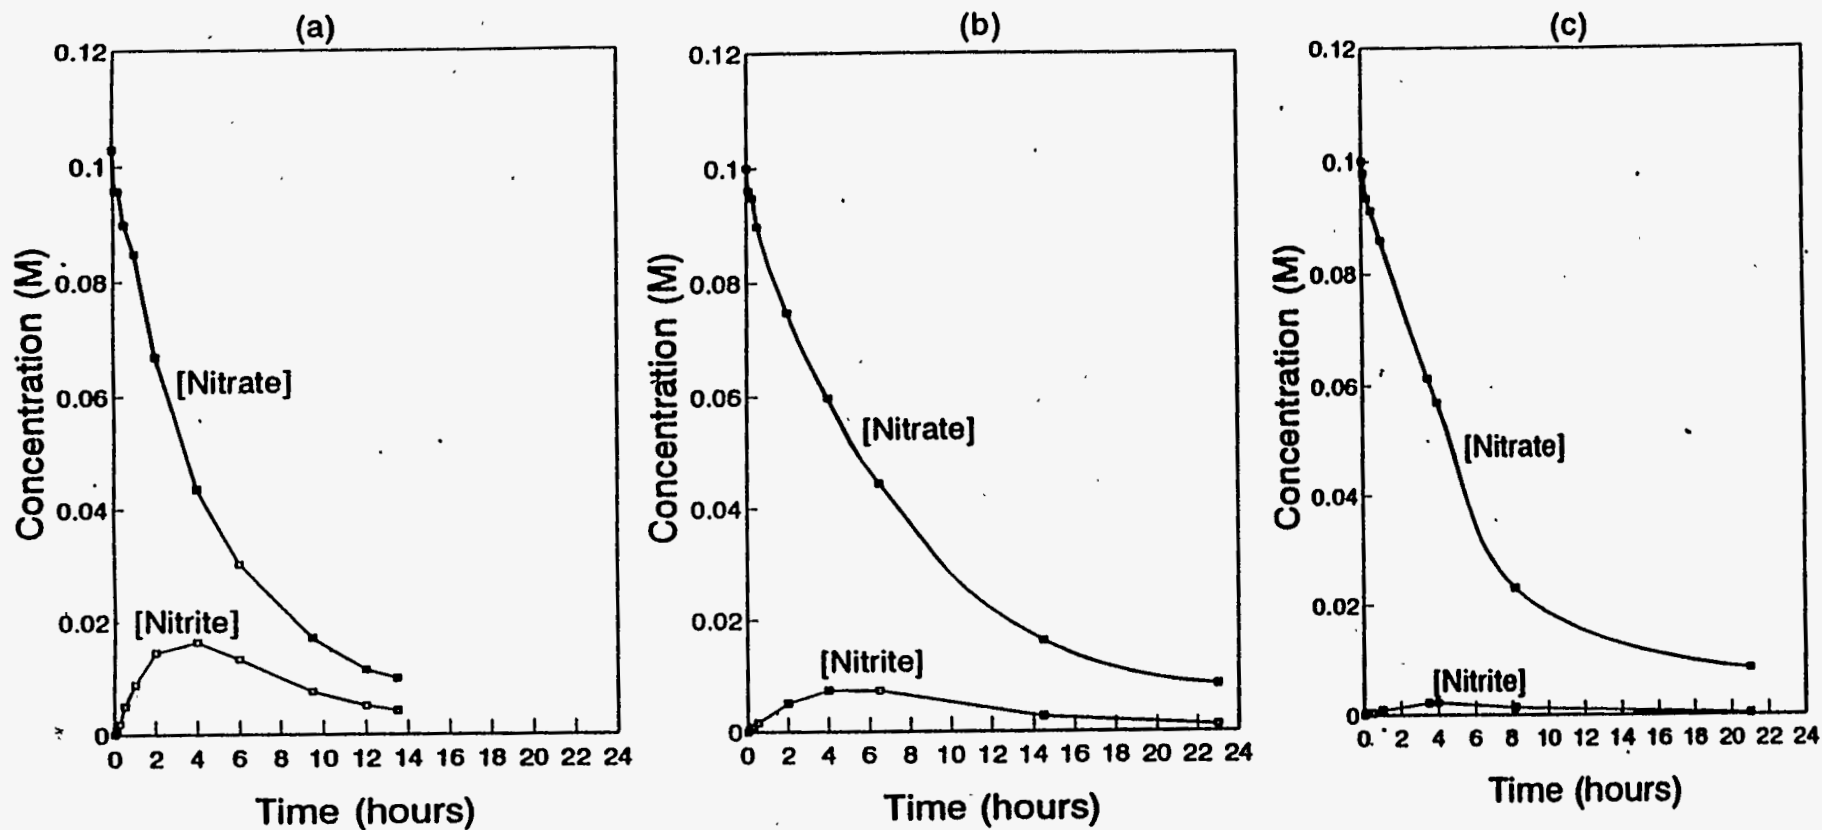 (a)
0.12
0.1
0.08
0.06
0.04
0.02
0
Concentration (M)
[Nitrate]
[Nitrite]
0 2 4 6 8 10 12 14 16 18 20 22 24
Time (hours)
(b)
0.12
0.1
0.08
0.06
0.04
0.02
0
Concentration (M)
[Nitrate]
[Nitrite]
0 2 4 6 8 10 12 14 16 18 20 22 24
Time (hours)
(c)
0.12
0.1
0.08
0.06
0.04
0.02
0
Concentration (M)
[Nitrate]
[Nitrite]
0 2 4 6 8 10 12 14 16 18 20 22 24
Time (hours)